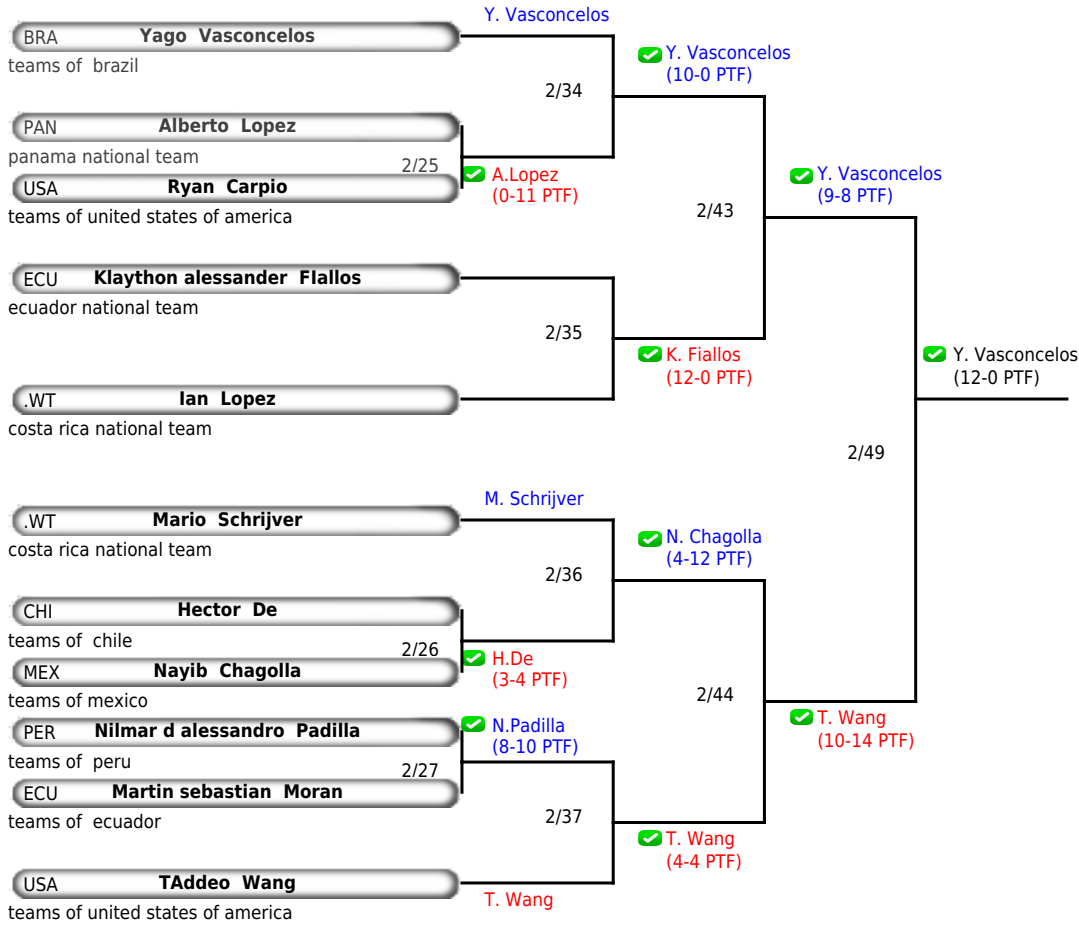 Y. Vasconcelos
BRA Yago Vasconcelos
teams of brazil
Y. Vasconcelos
(10-0 PTF)
2/34
PAN Alberto Lopez
panama national team
2/25
A.Lopez
(0-11 PTF)
USA Ryan Carpio
teams of united states of america
Y. Vasconcelos
(9-8 PTF)
2/43
ECU Klaython alessander FIallos
ecuador national team
2/35
K. Fiallos
(12-0 PTF)
Y. Vasconcelos
(12-0 PTF)
.WT Ian Lopez
costa rica national team
2/49
M. Schrijver
.WT Mario Schrijver
costa rica national team
N. Chagolla
(4-12 PTF)
2/36
CHI Hector De
teams of chile
2/26
H.De
(3-4 PTF)
MEX Nayib Chagolla
teams of mexico
2/44
T. Wang
(10-14 PTF)
PER Nilmar d alessandro Padilla
teams of peru
N.Padilla
(8-10 PTF)
2/27
ECU Martin sebastian Moran
teams of ecuador
2/37
T. Wang
(4-4 PTF)
USA TAddeo Wang
teams of united states of america
T. Wang